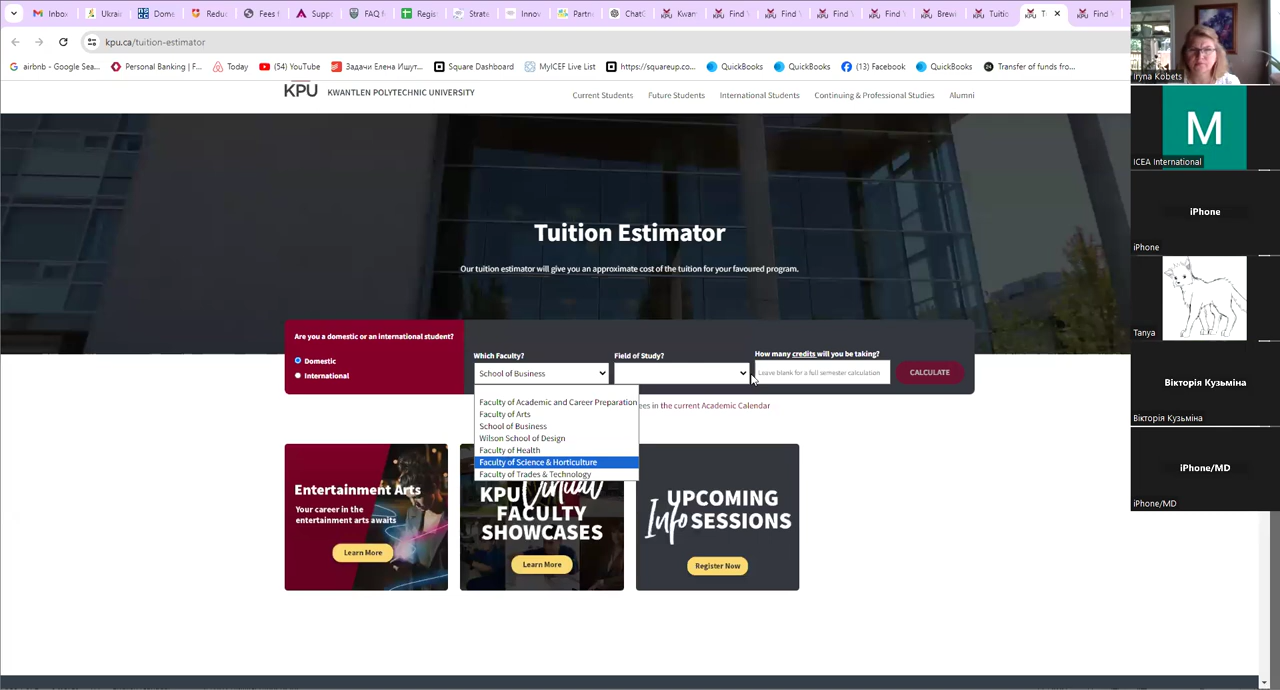 Ukrai
Dome
Redu
Fees f
Supp
FAQ f
Regis
Strate
Innov
Partn
ChatC
Kwan
Find V
Find V
Find V
Find V
Brew
Tuitio
T
Find V
kpu.ca/tuition-estimator
airbnb - Google Sea...
Personal Banking | F...
Today
(54) YouTube
Задачи Елена Ишут...
Square Dashboard
MyICEF Live List
https://squareup.co...
QuickBooks
QuickBooks
(13) Facebook
QuickBooks
Transfer of funds fro...
KPU KWANTLEN POLYTECHNIC UNIVERSITY
Current Students
Future Students
International Students
Continuing & Professional Studies
Alumni
Tuition Estimator
Our tuition estimator will give you an approximate cost of the tuition for your favoured program.
Are you a domestic or an international student?
Domestic
International
Which Faculty?
School of Business
Field of Study?
How many credits will you be taking?
Leave blank for a full semester calculation
CALCULATE
Faculty of Academic and Career Preparation
Faculty of Arts
School of Business
Wilson School of Design
Faculty of Health
Faculty of Science & Horticulture
Faculty of Trades & Technology
ees in the current Academic Calendar
Entertainment Arts
Your career in the
entertainment arts awaits
Learn More
KPU Virtual
FACULTY
SHOWCASES
Learn More
UPCOMING
Info SESSIONS
Register Now
Iryna Kobets
M
ICEA International
iPhone
iPhone
Tanya
Вікторія Кузьміна
Вікторія Кузьміна
iPhone/MD
iPhone/MD